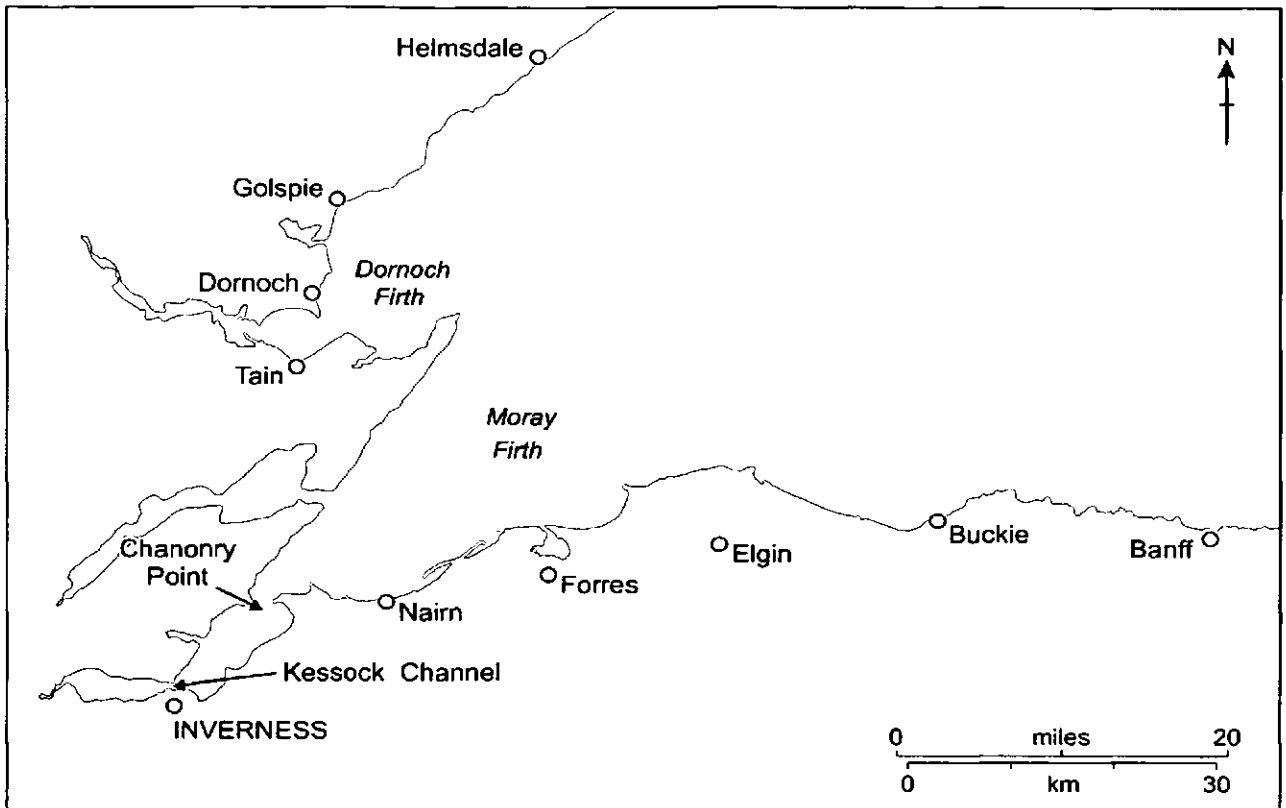 Helmsdale
N
Golspie
Dornoch
Dornoch
Firth
Tain
Moray
Firth
Chanonry
Point
Buckie
Banff
Elgin
Forres
Nairn
Kessock Channel
INVERNESS
0 miles 20
0 km 30